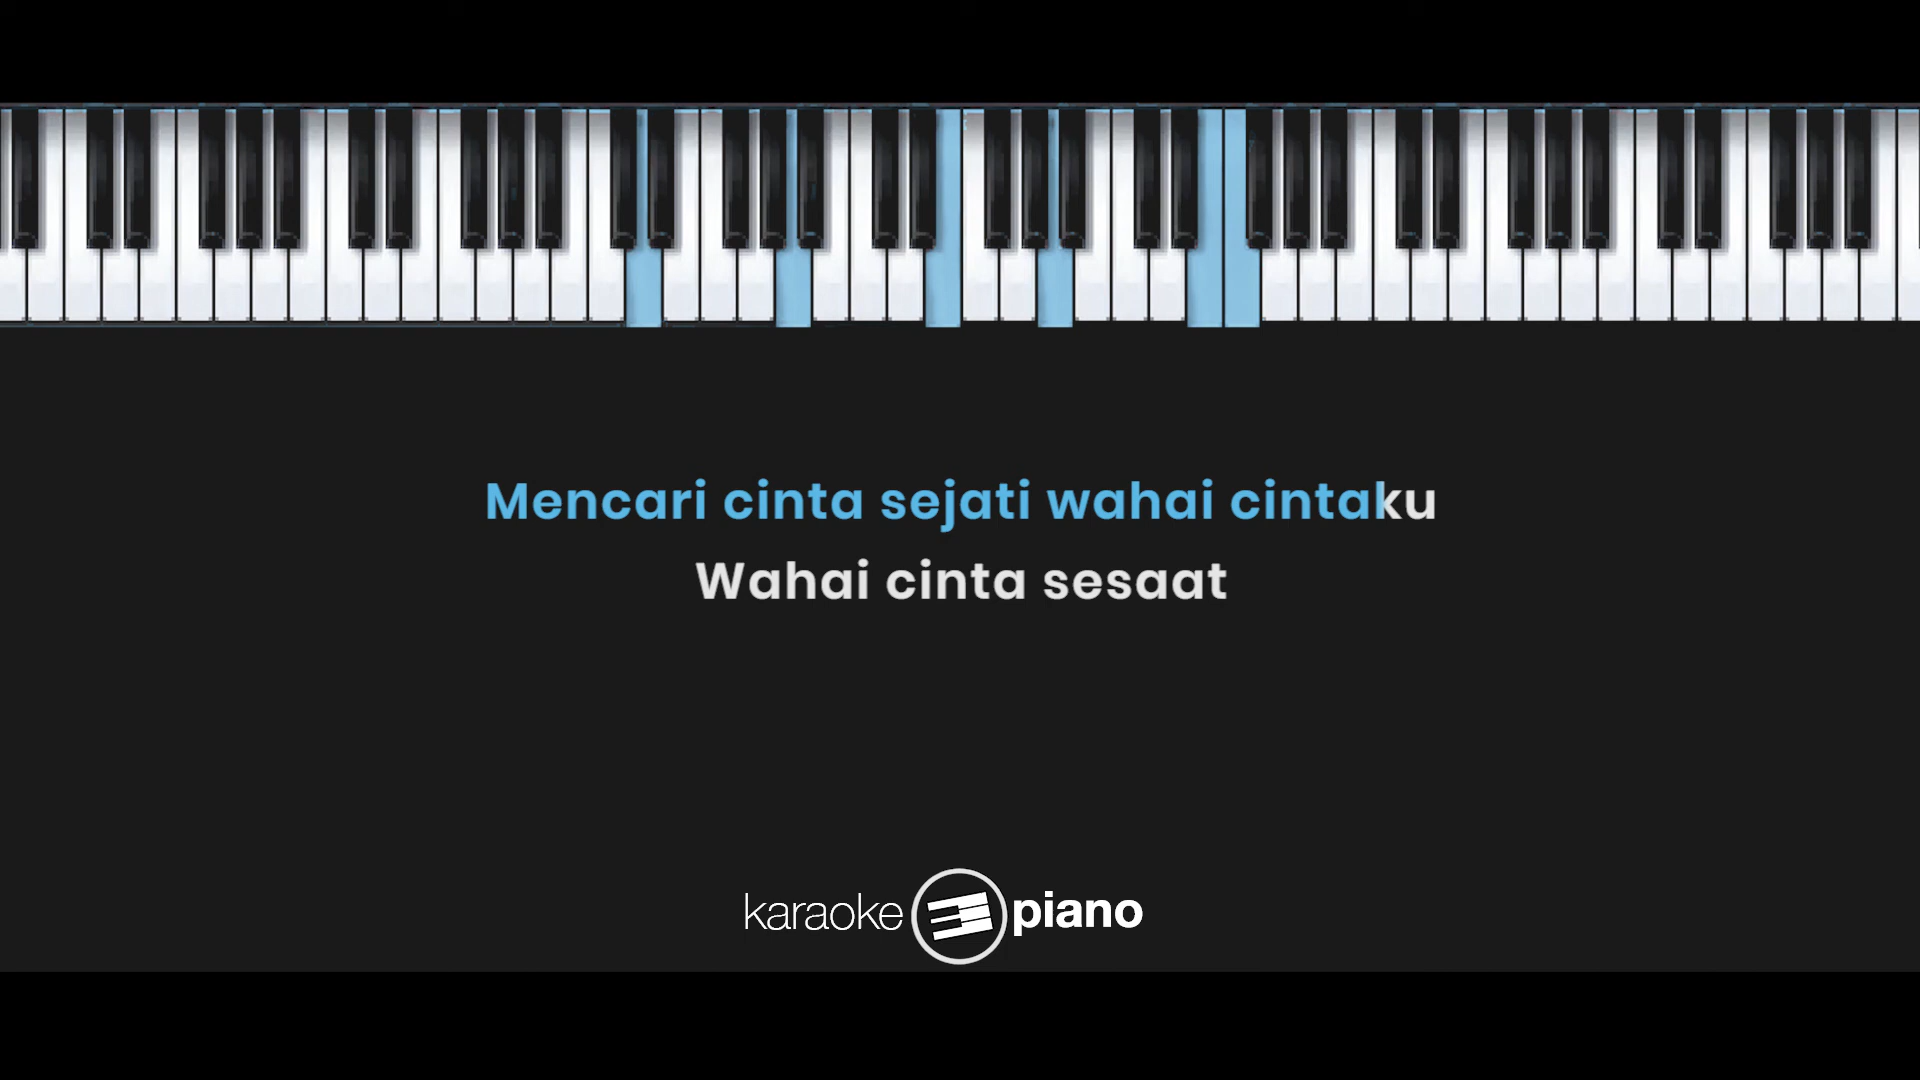 Mencari cinta sejati wahai cintaku
Wahai cinta sesaat
karaoke piano